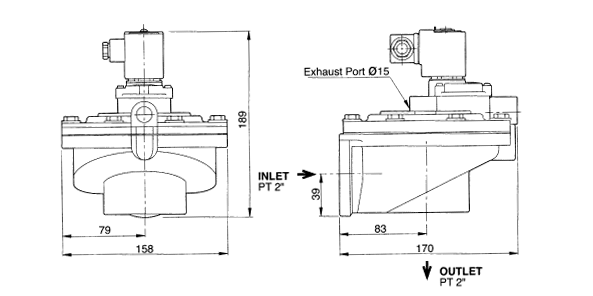 Exhaust Port Ø15
189
INLET
PT 2"
39
79
158
83
170
OUTLET
PT 2"